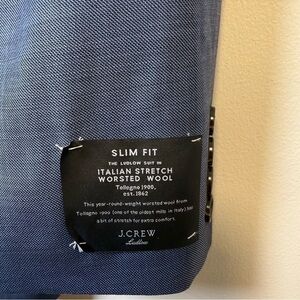 SLIM FIT
THE LUDLOW SUIT IN
ITALIAN STRETCH
WORSTED WOOL
Tollegno 1900,
est. 1862
This year-round-weight worsted wool from
Tollegno 1900 (one of the oldest mills in Italy) has
a bit of stretch for extra comfort.
J.CREW
Ludlow